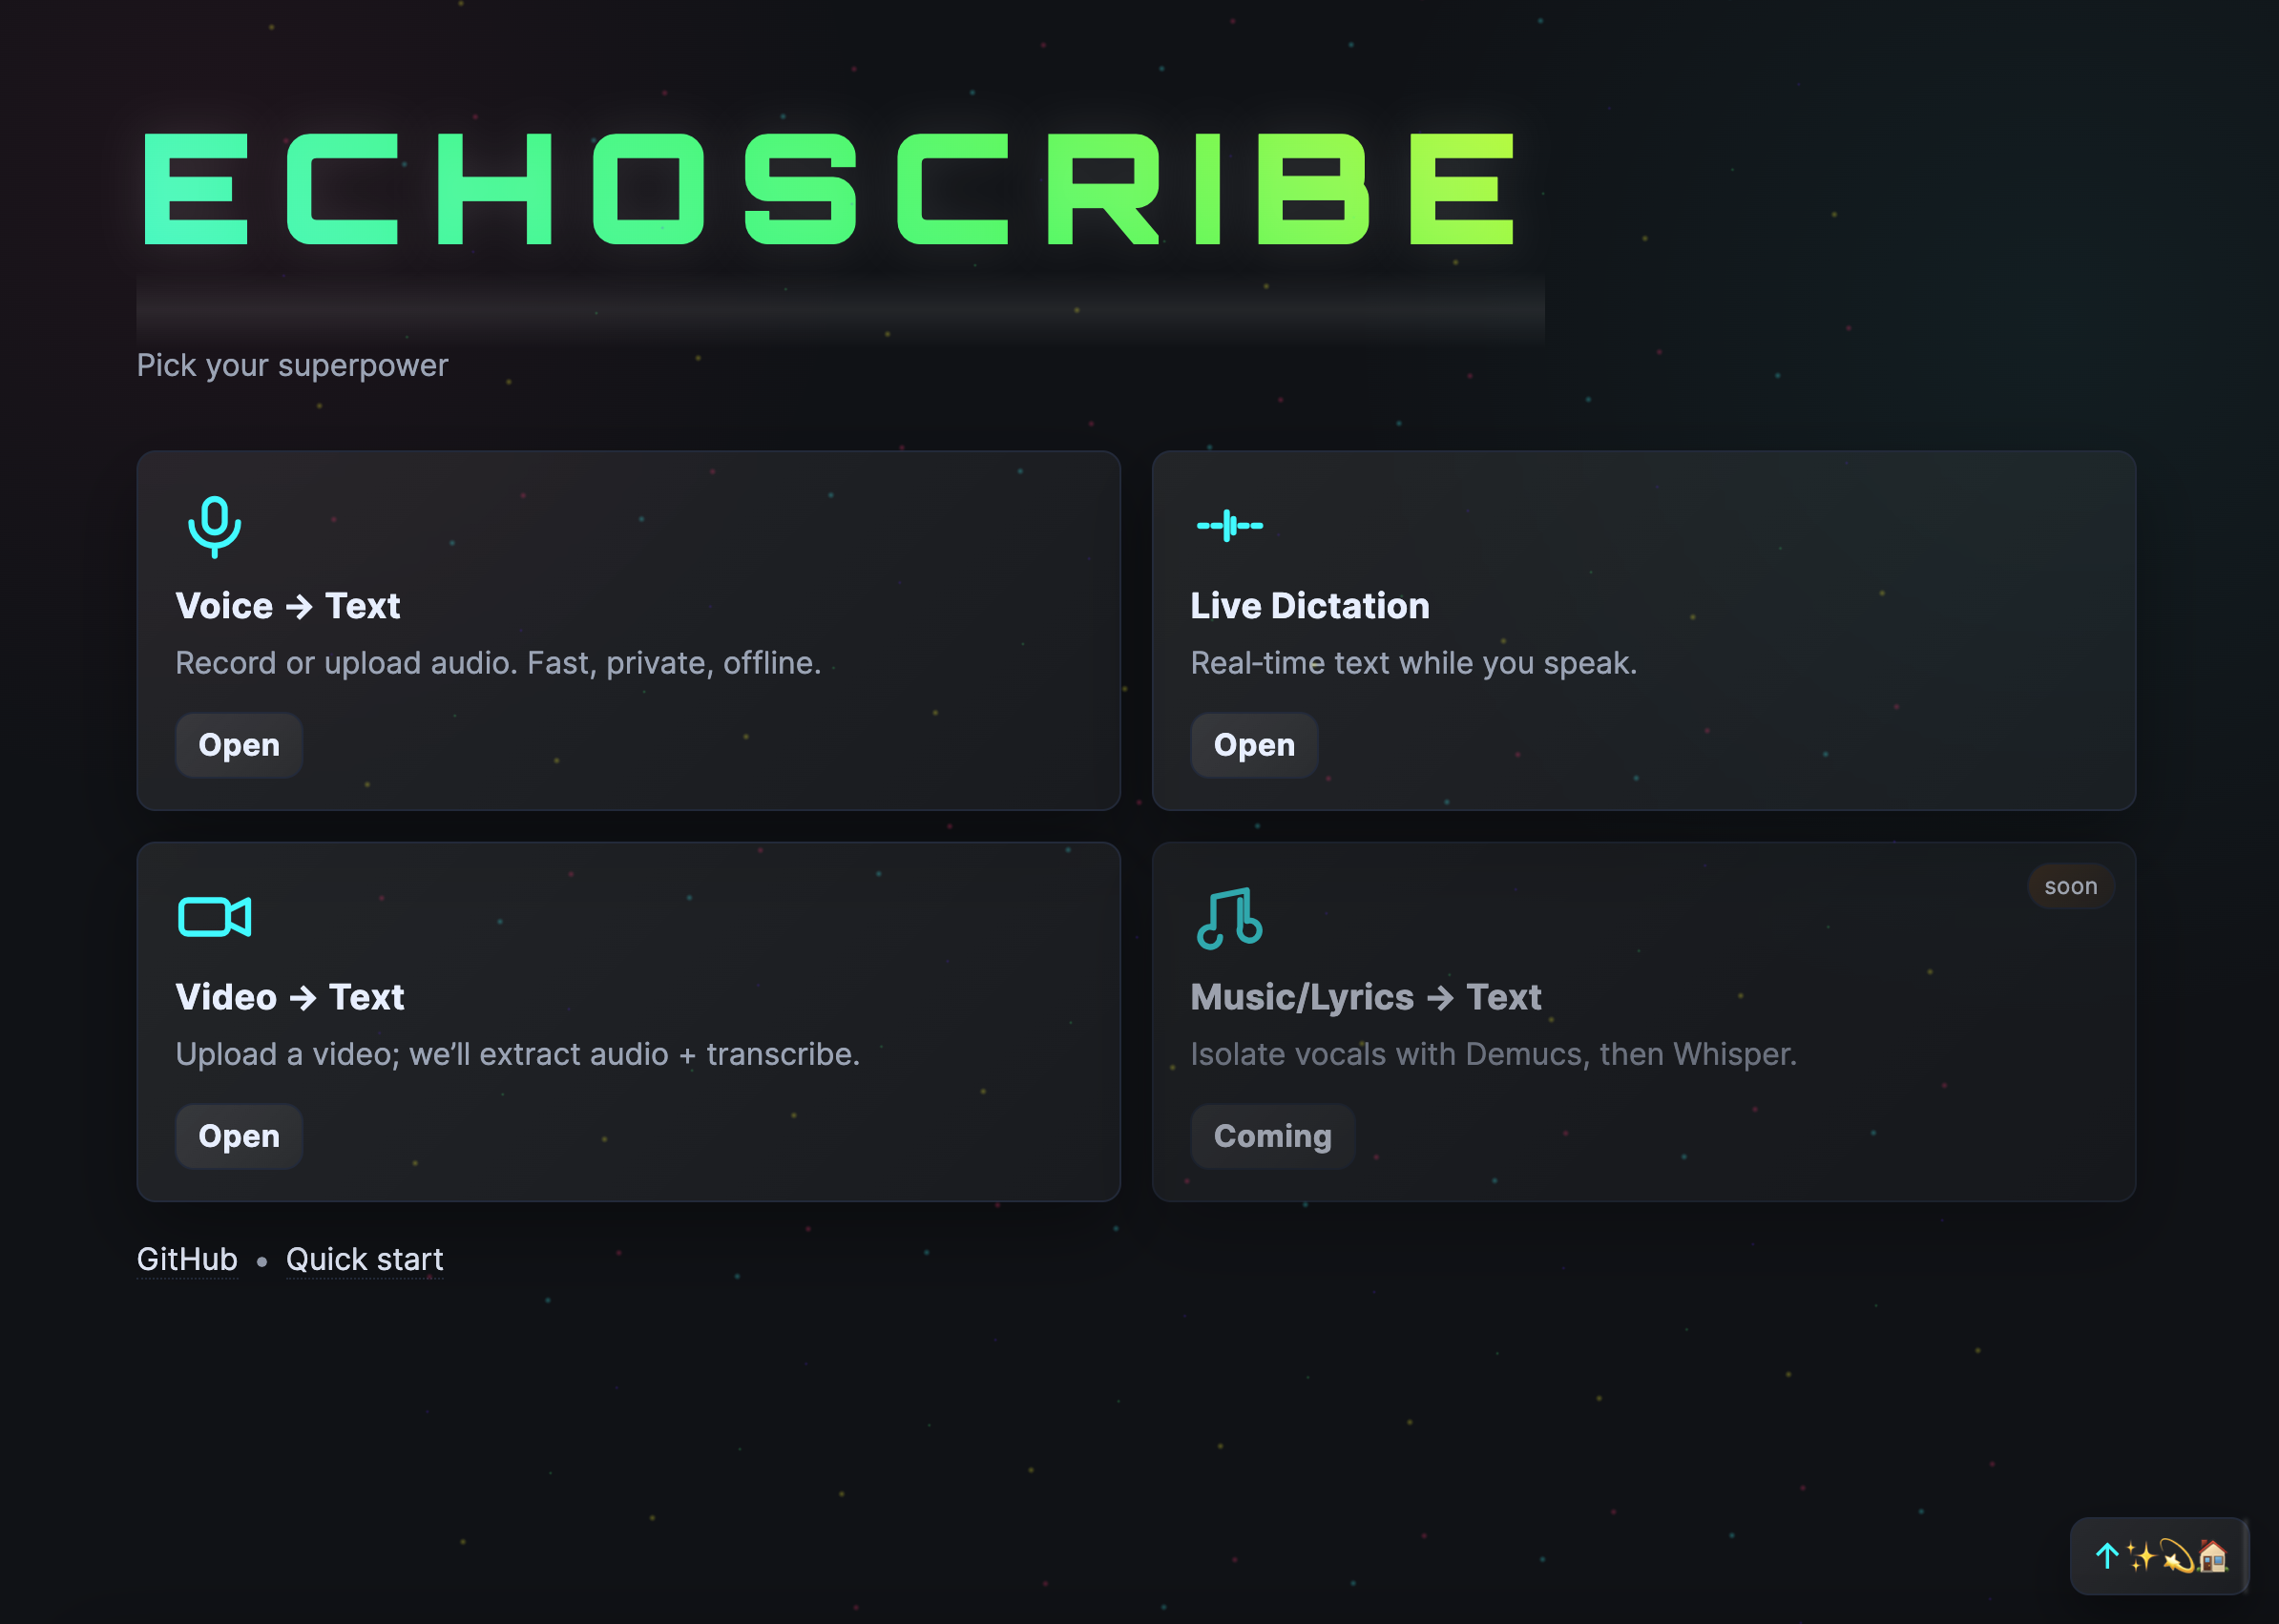 ECHOSCRIBE
Pick your superpower
Voice → Text
Record or upload audio. Fast, private, offline.
Open
Live Dictation
Real-time text while you speak.
Open
Video → Text
Upload a video; we’ll extract audio + transcribe.
Open
soon
Music/Lyrics → Text
Isolate vocals with Demucs, then Whisper.
Coming
GitHub • Quick start
↑✨💫🏠